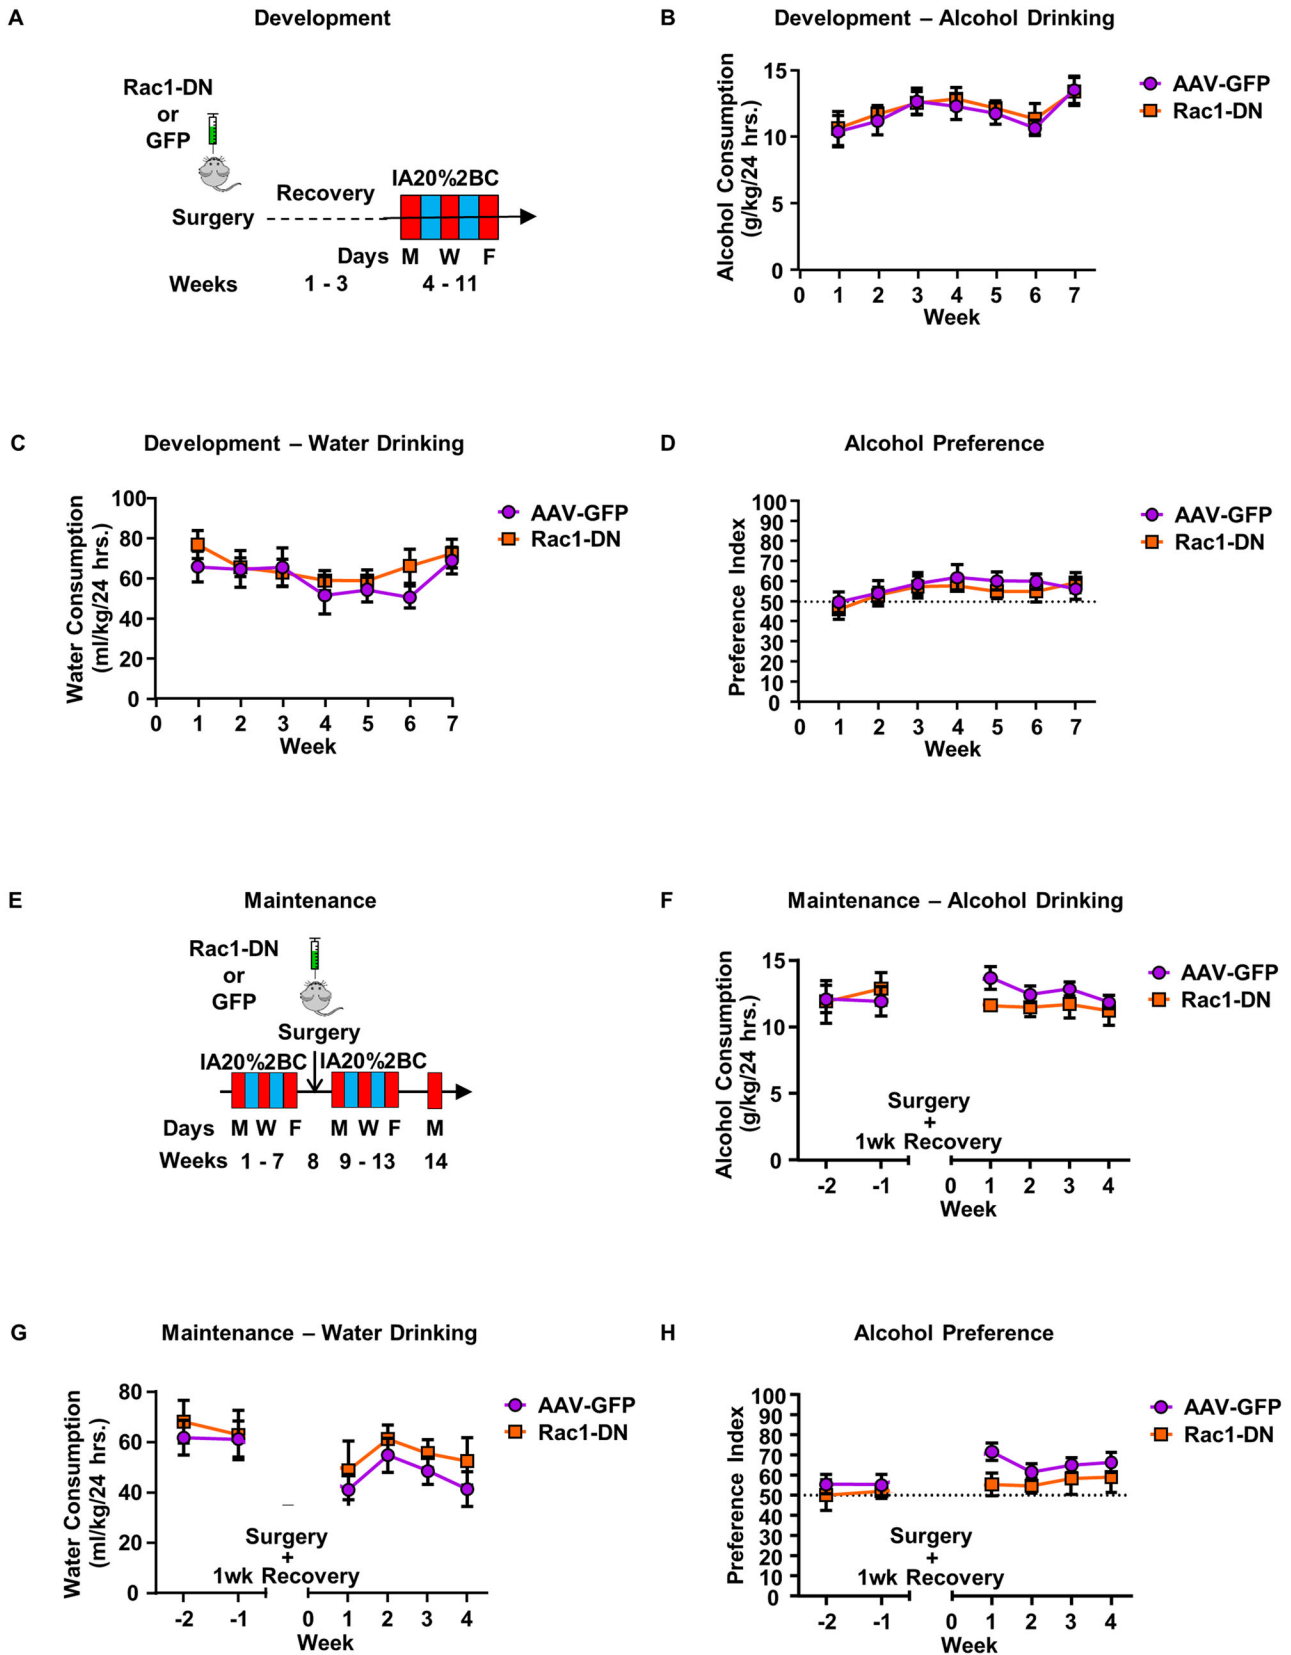 A
Development
Rac1-DN
or
GFP
Surgery
Recovery
IA20%2BC
Days M W F
Weeks 1 - 3 4 - 11
B
Development – Alcohol Drinking
Alcohol Consumption
(g/kg/24 hrs.)
15
10
5
0
0 1 2 3 4 5 6 7
Week
AAV-GFP
Rac1-DN
C
Development – Water Drinking
Water Consumption
(ml/kg/24 hrs.)
100
80
60
40
20
0
0 1 2 3 4 5 6 7
Week
AAV-GFP
Rac1-DN
D
Alcohol Preference
Preference Index
100
90
80
70
60
50
40
30
20
10
0
0 1 2 3 4 5 6 7
Week
AAV-GFP
Rac1-DN
E
Maintenance
Rac1-DN
or
GFP
Surgery
IA20%2BC IA20%2BC
Days M W F M W F M
Weeks 1 - 7 8 9 - 13 14
F
Maintenance – Alcohol Drinking
Alcohol Consumption
(g/kg/24 hrs.)
15
10
5
0
Surgery
+
1wk Recovery
-2 -1 0 1 2 3 4
Week
AAV-GFP
Rac1-DN
G
Maintenance – Water Drinking
Water Consumption
(ml/kg/24 hrs.)
80
60
40
20
0
Surgery
+
1wk Recovery
-2 -1 0 1 2 3 4
Week
AAV-GFP
Rac1-DN
H
Alcohol Preference
Preference Index
100
90
80
70
60
50
40
30
20
10
0
Surgery
+
1wk Recovery
-2 -1 0 1 2 3 4
Week
AAV-GFP
Rac1-DN